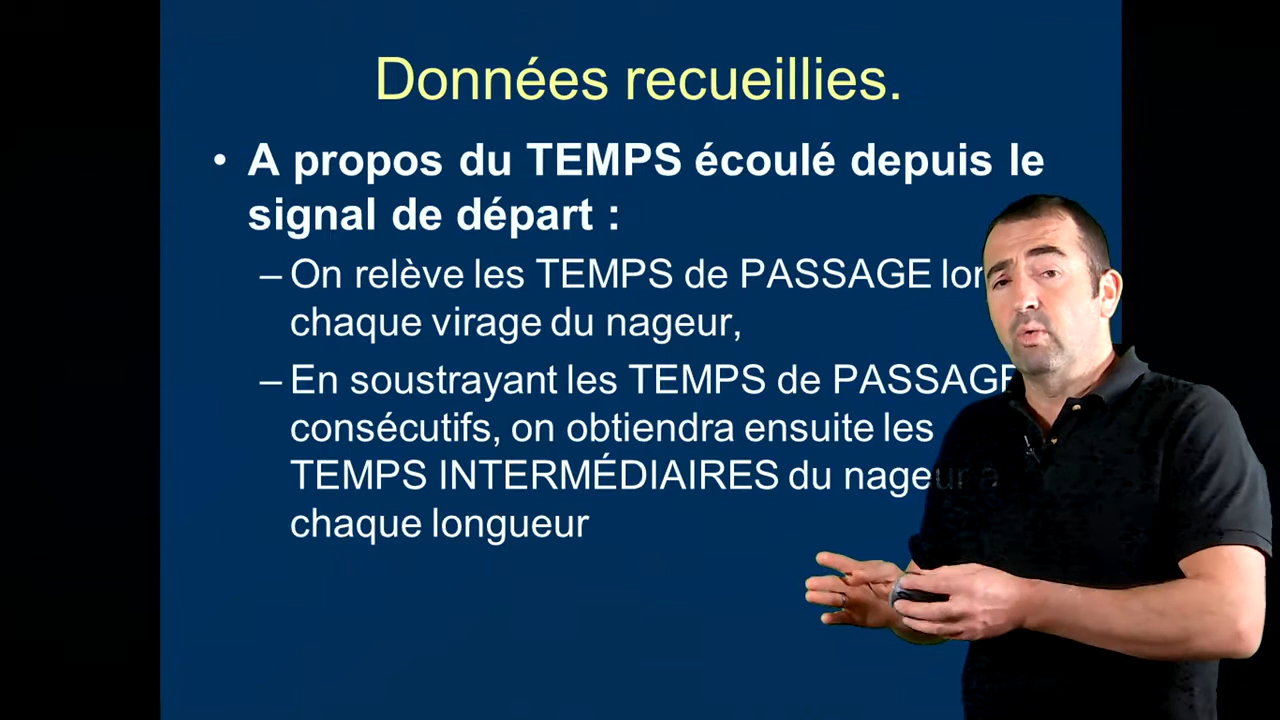 Données recueillies.
• A propos du TEMPS écoulé depuis le
signal de départ :
– On relève les TEMPS de PASSAGE
chaque virage du nageur,
– En soustrayant les TEMPS de PASSAGE
consécutifs, on obtiendra ensuite les
TEMPS INTERMÉDIAIRES du nageur à
chaque longueur